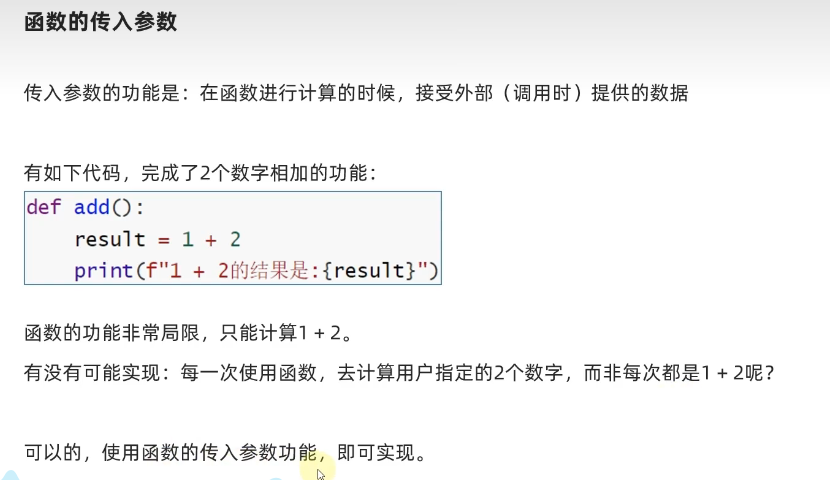 函数的传入参数
传入参数的功能是：在函数进行计算的时候，接受外部（调用时）提供的数据
有如下代码，完成了2个数字相加的功能：
def add():
    result = 1 + 2
    print(f"1 + 2的结果是:{result}")
函数的功能非常局限，只能计算1 + 2。
有没有可能实现：每一次使用函数，去计算用户指定的2个数字，而非每次都是1 + 2呢？
可以的，使用函数的传入参数功能，即可实现。